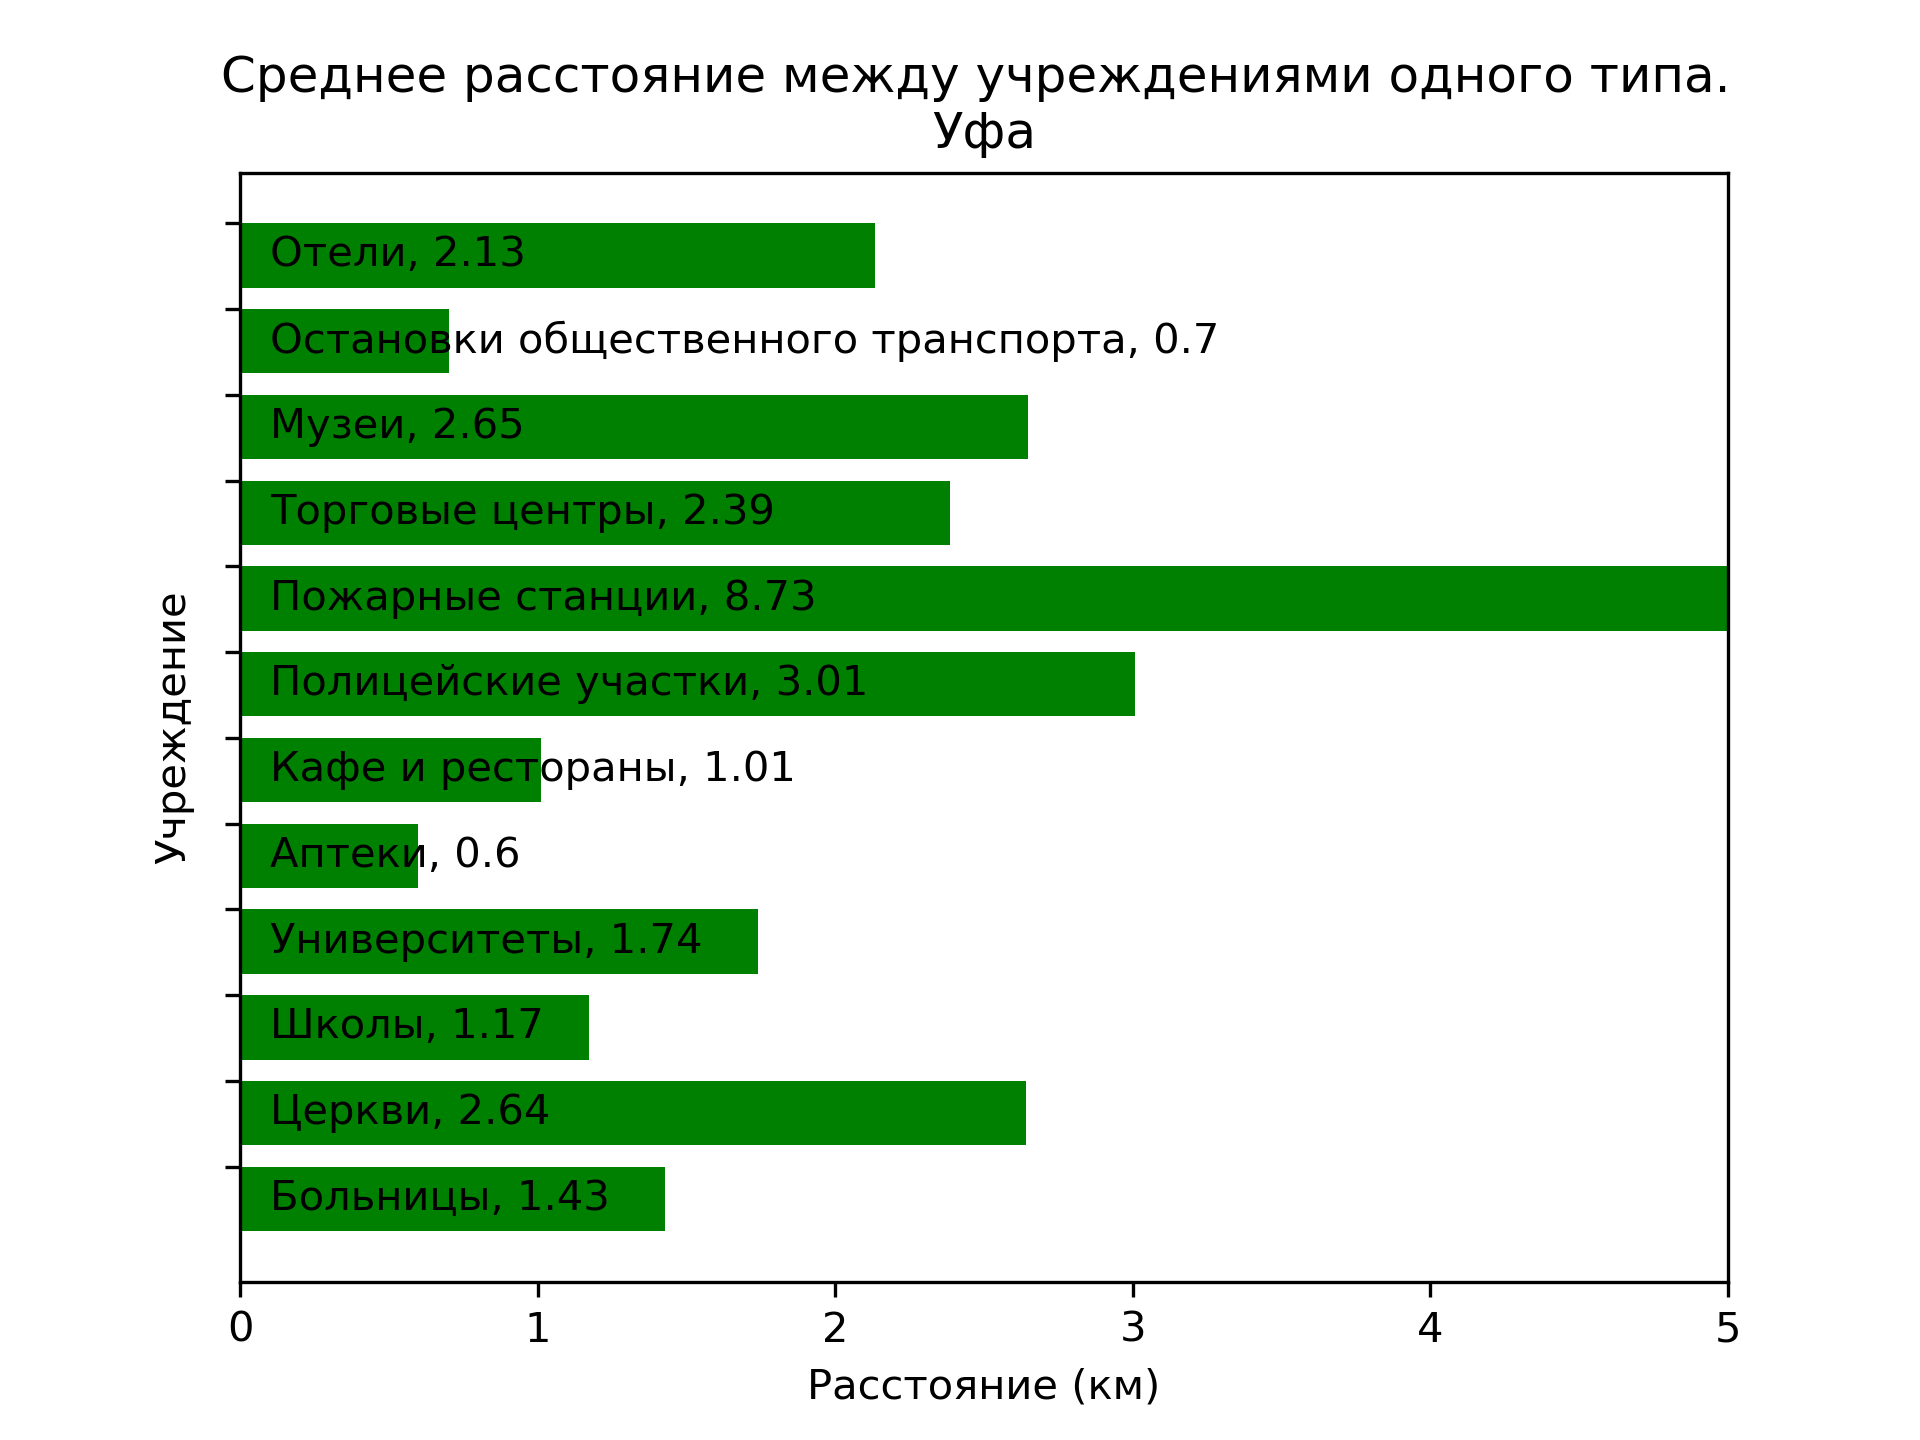 Среднее расстояние между учреждениями одного типа.
Уфа
Учреждение
Отели, 2.13
Остановки общественного транспорта, 0.7
Музеи, 2.65
Торговые центры, 2.39
Пожарные станции, 8.73
Полицейские участки, 3.01
Кафе и рестораны, 1.01
Аптеки, 0.6
Университеты, 1.74
Школы, 1.17
Церкви, 2.64
Больницы, 1.43
0 1 2 3 4 5
Расстояние (км)